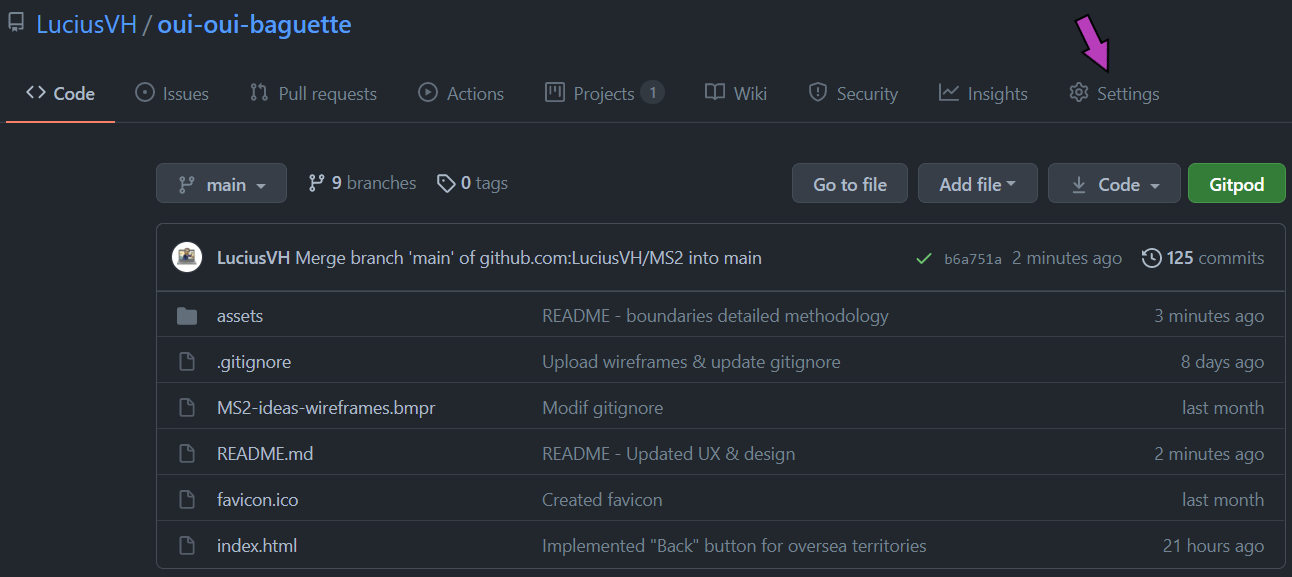 LuciusVH / oui-oui-baguette
Code Issues Pull requests Actions Projects 1 Wiki Security Insights Settings
main 9 branches 0 tags Go to file Add file Code Gitpod
LuciusVH Merge branch 'main' of github.com:LuciusVH/MS2 into main b6a751a 2 minutes ago 125 commits
assets README - boundaries detailed methodology 3 minutes ago
.gitignore Upload wireframes & update gitignore 8 days ago
MS2-ideas-wireframes.bmpr Modif gitignore last month
README.md README - Updated UX & design 2 minutes ago
favicon.ico Created favicon last month
index.html Implemented "Back" button for oversea territories 21 hours ago